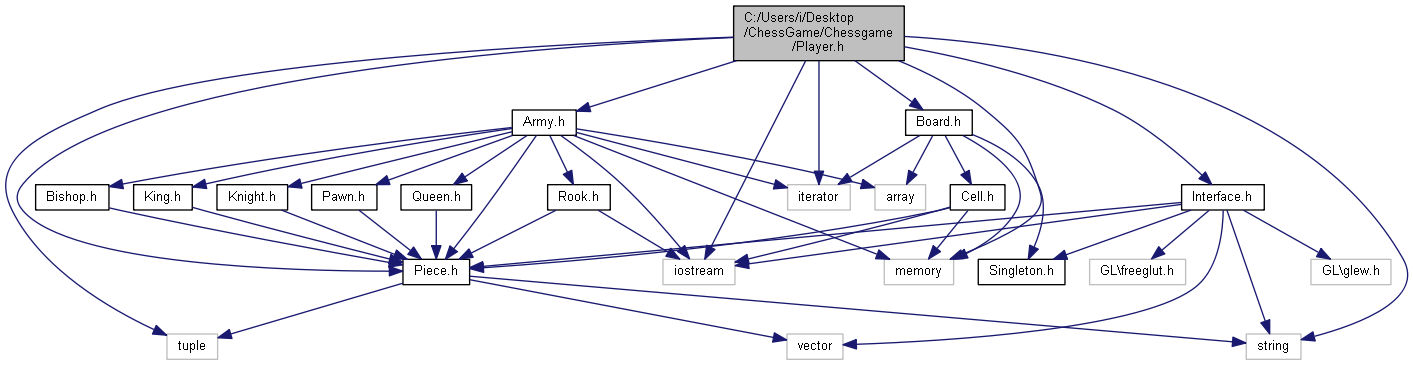 C:/Users/i/Desktop
/ChessGame/Chessgame
/Player.h
Army.h
Board.h
Bishop.h
King.h
Knight.h
Pawn.h
Queen.h
Rook.h
iterator
array
Cell.h
Interface.h
Piece.h
iostream
memory
Singleton.h
GL\freeglut.h
GL\glew.h
tuple
vector
string